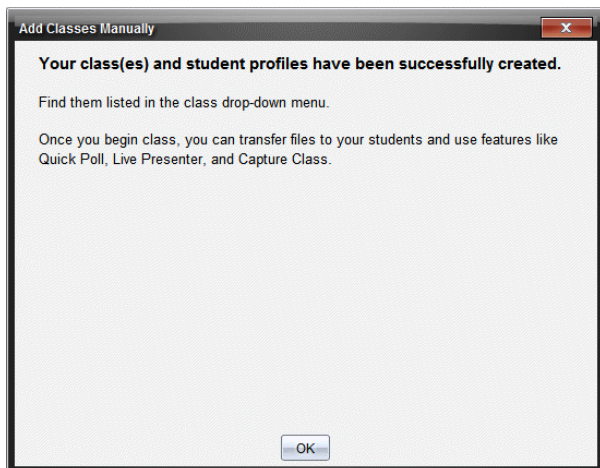 Add Classes Manually
Your class(es) and student profiles have been successfully created.
Find them listed in the class drop-down menu.
Once you begin class, you can transfer files to your students and use features like
Quick Poll, Live Presenter, and Capture Class.
OK